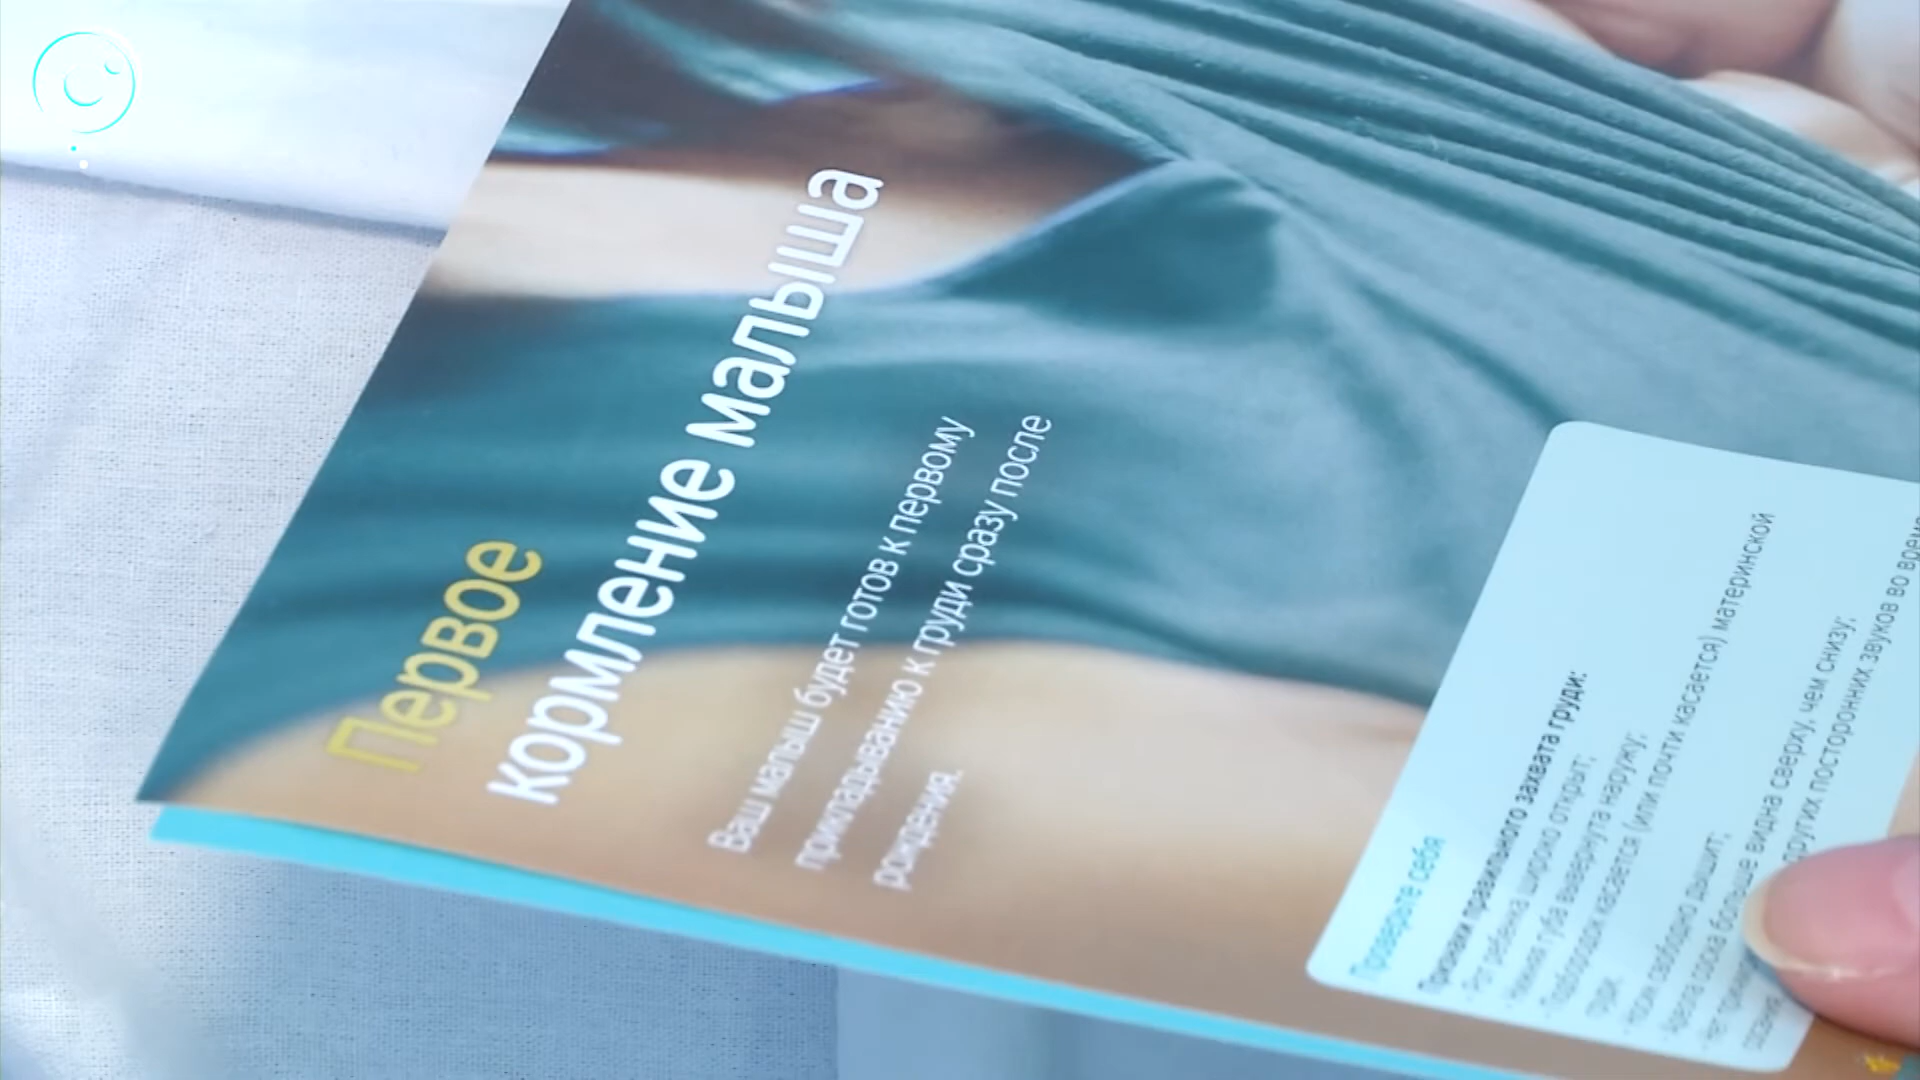 Первое
кормление малыша
Ваш малыш будет готов к первому
прикладыванию к груди сразу после
рождения.
Проверьте себя
Признаки правильного захвата груди:
- Рот ребенка широко открыт;
- Нижняя губа вывернута наружу;
- Подбородок касается (или почти касается) материнской
груди;
- Носик свободно дышит;
- Ареола соска больше видна сверху, чем снизу;
- Нет других посторонних звуков во время